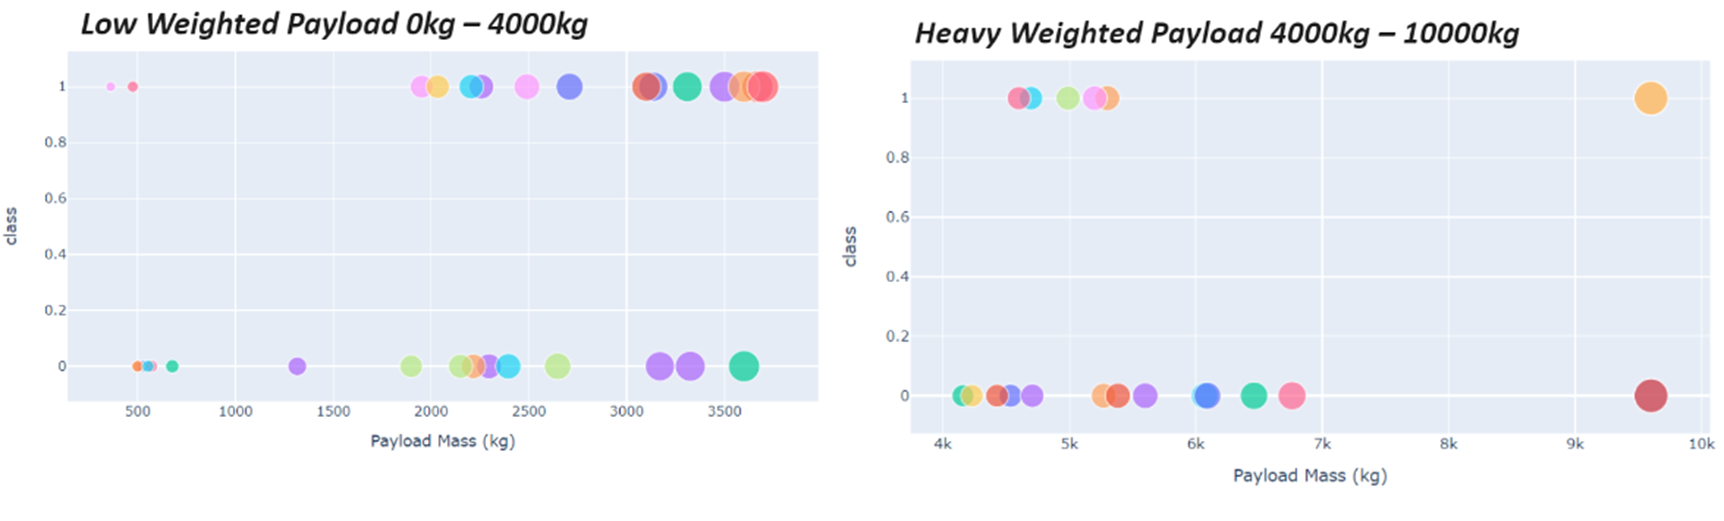 Low Weighted Payload 0kg – 4000kg
1
0.8
0.6
0.4
0.2
0
class
500 1000 1500 2000 2500 3000 3500
Payload Mass (kg)
Heavy Weighted Payload 4000kg – 10000kg
1
0.8
0.6
0.4
0.2
0
class
4k 5k 6k 7k 8k 9k 10k
Payload Mass (kg)